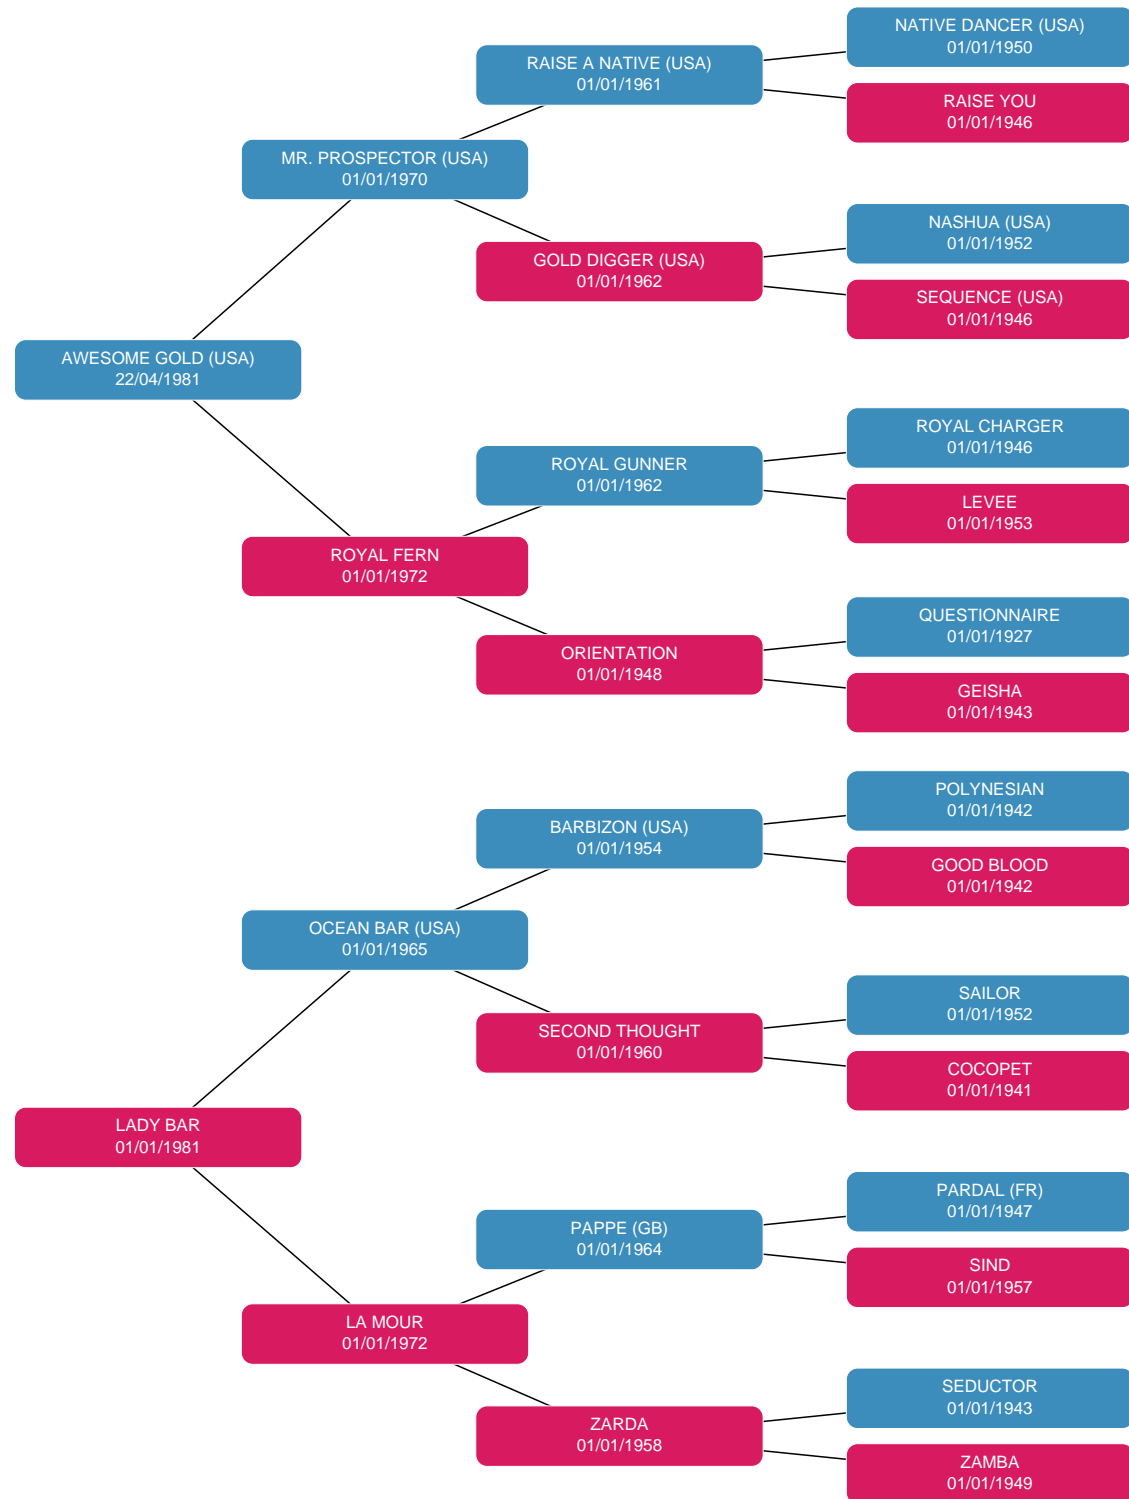 NATIVE DANCER (USA)
01/01/1950
RAISE A NATIVE (USA)
01/01/1961
RAISE YOU
01/01/1946
MR. PROSPECTOR (USA)
01/01/1970
NASHUA (USA)
01/01/1952
GOLD DIGGER (USA)
01/01/1962
SEQUENCE (USA)
01/01/1946
AWESOME GOLD (USA)
22/04/1981
ROYAL CHARGER
01/01/1946
ROYAL GUNNER
01/01/1962
LEVEE
01/01/1953
ROYAL FERN
01/01/1972
QUESTIONNAIRE
01/01/1927
ORIENTATION
01/01/1948
GEISHA
01/01/1943
POLYNESIAN
01/01/1942
BARBIZON (USA)
01/01/1954
GOOD BLOOD
01/01/1942
OCEAN BAR (USA)
01/01/1965
SAILOR
01/01/1952
SECOND THOUGHT
01/01/1960
COCOPET
01/01/1941
LADY BAR
01/01/1981
PARDAL (FR)
01/01/1947
PAPPE (GB)
01/01/1964
SIND
01/01/1957
LA MOUR
01/01/1972
SEDUCTOR
01/01/1943
ZARDA
01/01/1958
ZAMBA
01/01/1949